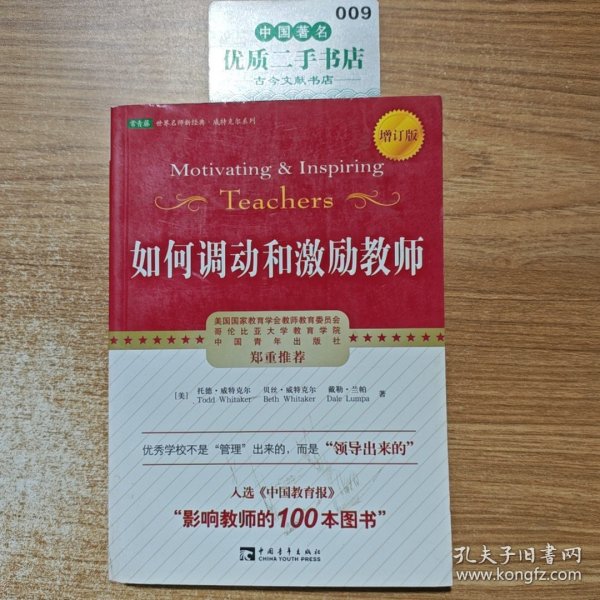 009
中国著名
优质二手书店
古今文献书店
常青藤 世界名师新经典·威特克尔系列
增订版
Motivating & Inspiring
Teachers
如何调动和激励教师
美国国家教育学会教师教育委员会
哥伦比亚大学教育学院
中国青年出版社
郑重推荐
[美] 托德·威特克尔 贝丝·威特克尔 戴勒·兰帕 著
Todd Whitaker Beth Whitaker Dale Lumpa
优秀学校不是“管理”出来的，而是“领导出来的”
入选《中国教育报》
“影响教师的100本图书”
中国青年出版社
CHINA YOUTH PRESS
孔夫子旧书网
www.kongfz.com